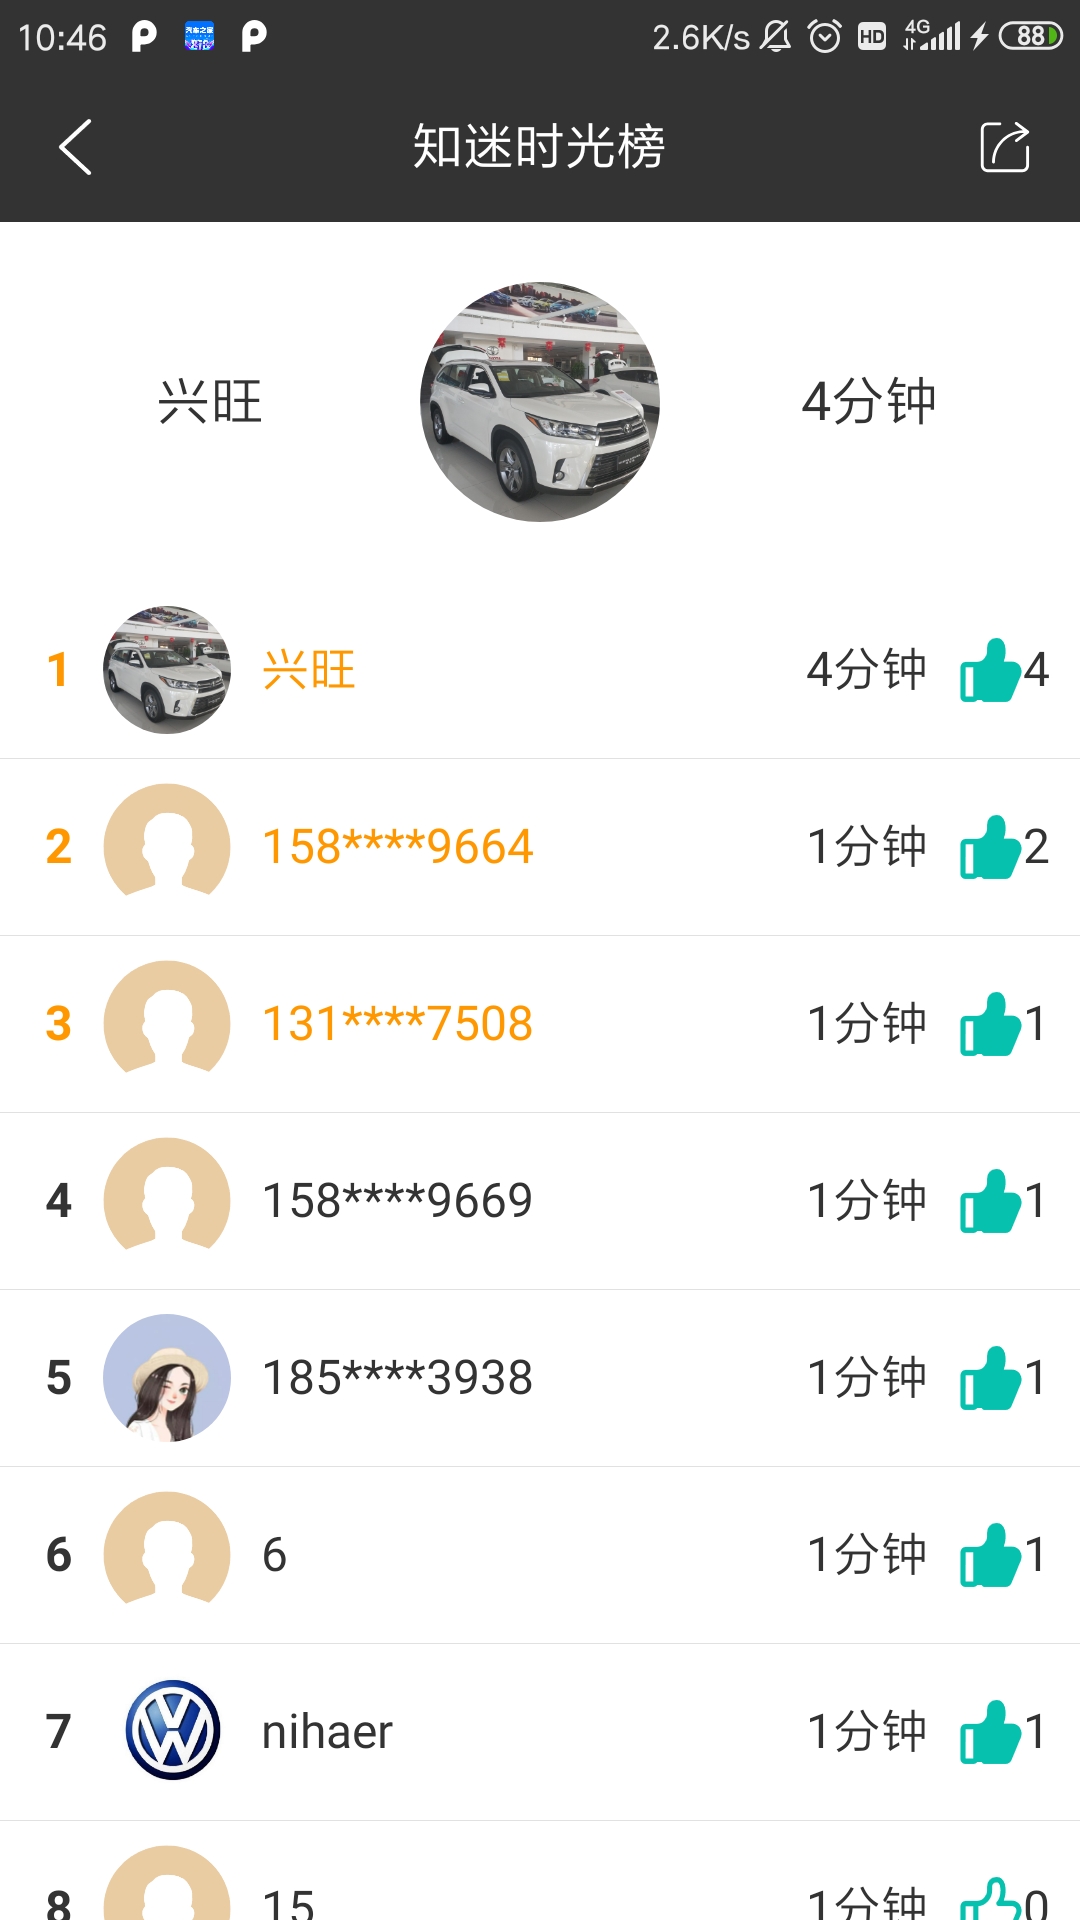 10:46 2.6K/s HD 4G 88
知迷时光榜
兴旺 4分钟
1 兴旺 4分钟 4
2 158****9664 1分钟 2
3 131****7508 1分钟 1
4 158****9669 1分钟 1
5 185****3938 1分钟 1
6 6 1分钟 1
7 nihaer 1分钟 1
8 15 1分钟 0